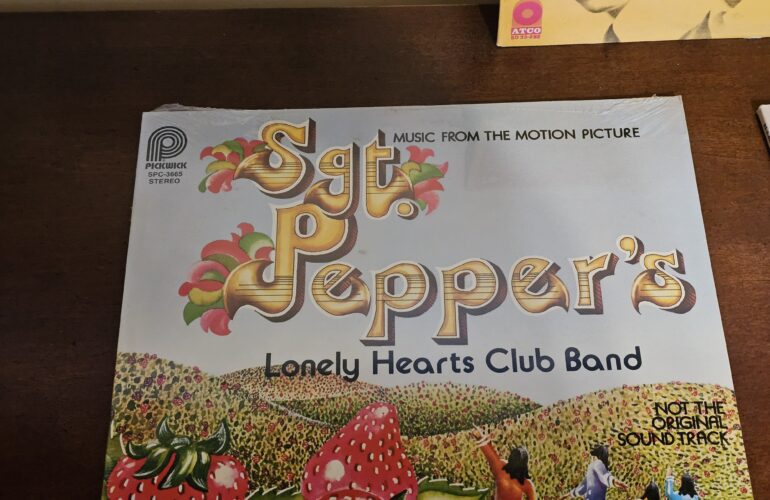 ATCO
PICKWICK
SPC-3665
STEREO
MUSIC FROM THE MOTION PICTURE
Sgt.
Pepper's
Lonely Hearts Club Band
NOT THE
ORIGINAL
SOUND TRACK